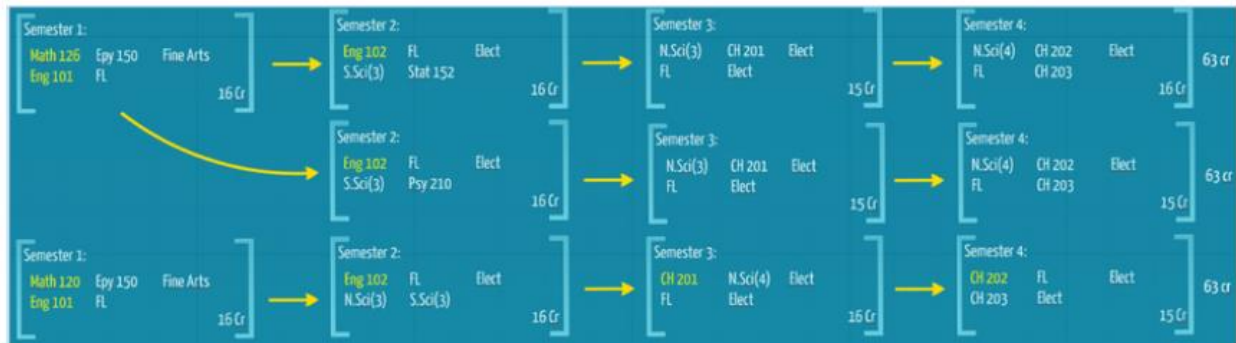 Semester 1:
Math 126 Epy 150 Fine Arts
Eng 101 FL
16 Cr
Semester 2:
Eng 102 FL Elect
S.Sci(3) Stat 152
16 Cr
Semester 3:
N.Sci(3) CH 201 Elect
FL Elect
15 Cr
Semester 4:
N.Sci(4) CH 202 Elect
FL CH 203
16 Cr
63 cr
Semester 2:
Eng 102 FL Elect
S.Sci(3) Psy 210
16 Cr
Semester 3:
N.Sci(3) CH 201 Elect
FL Elect
15 Cr
Semester 4:
N.Sci(4) CH 202 Elect
FL CH 203
15 Cr
63 cr
Semester 1:
Math 120 Epy 150 Fine Arts
Eng 101 FL
16 Cr
Semester 2:
Eng 102 FL Elect
N.Sci(3) S.Sci(3)
16 Cr
Semester 3:
CH 201 N.Sci(4) Elect
FL Elect
16 Cr
Semester 4:
CH 202 FL Elect
CH 203 Elect
15 Cr
63 cr